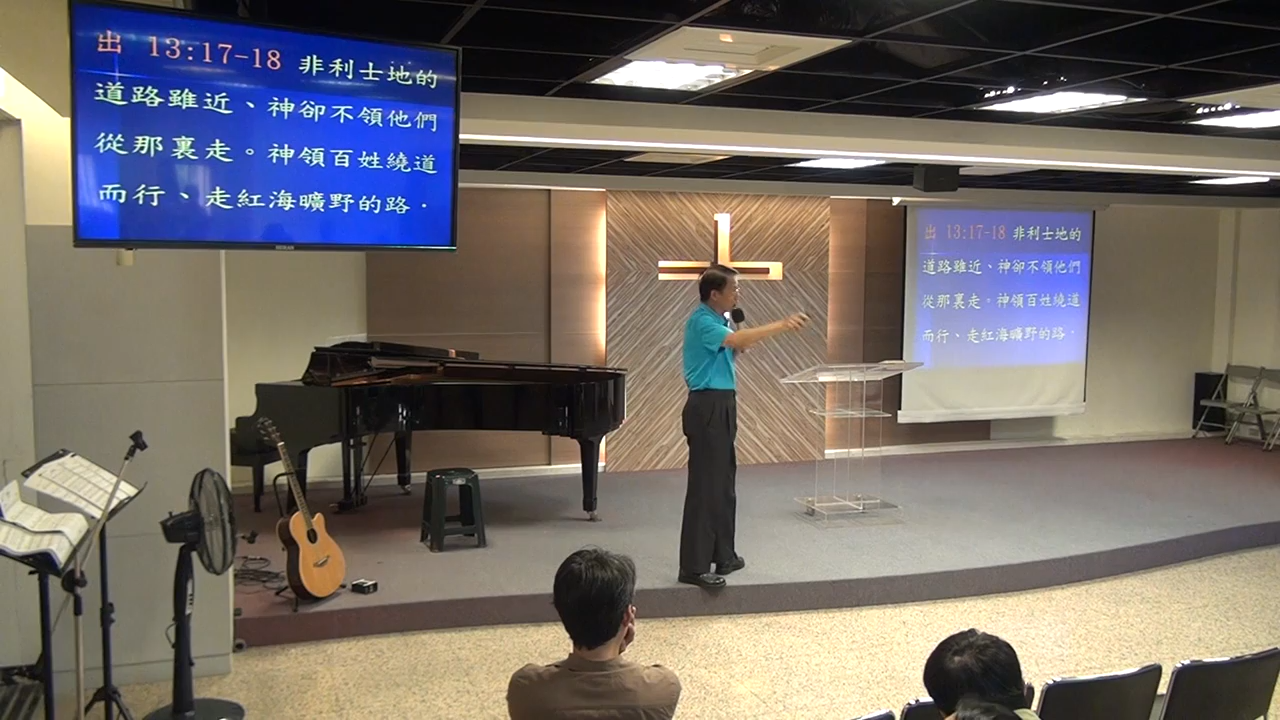 出 13:17-18 非利士地的
道路雖近、神卻不領他們
從那裏走。神領百姓繞道
而行、走紅海曠野的路．
出 13:17-18 非利士地的
道路雖近、神卻不領他們
從那裏走。神領百姓繞道
而行、走紅海曠野的路．